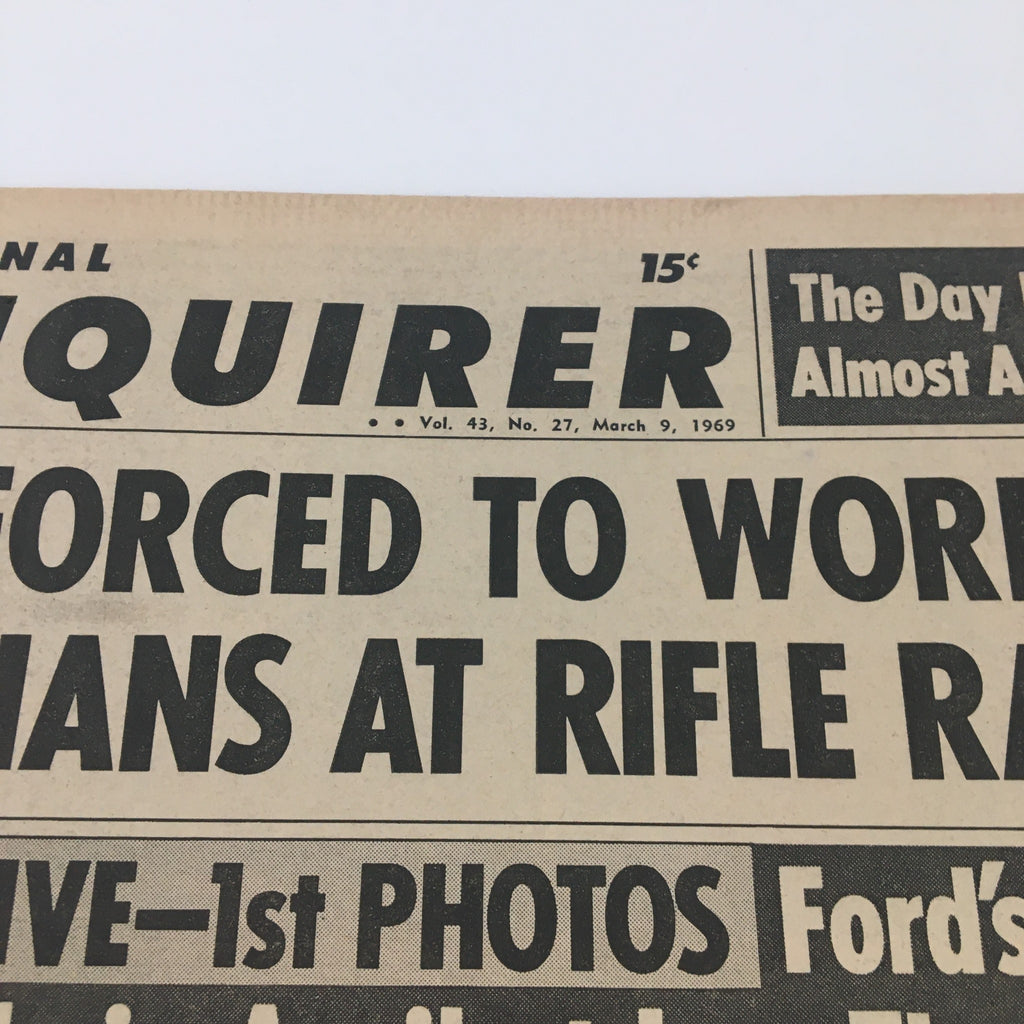 NAL
15¢
QUIRER
• • Vol. 43, No. 27, March 9, 1969
The Day
Almost A
FORCED TO WOR
ANS AT RIFLE RA
IVE—1st PHOTOS
Ford's